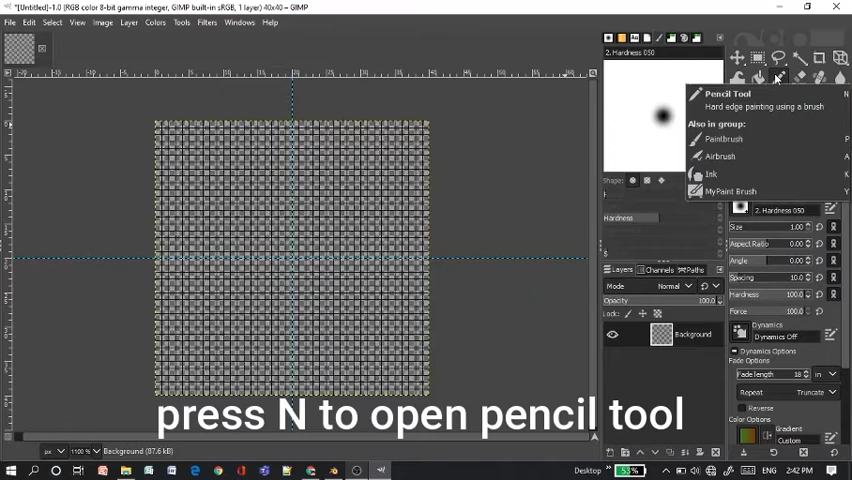 *[Untitled]-1.0 (RGB color 8-bit gamma integer, GIMP built-in sRGB, 1 layer) 40x40 – GIMP
File Edit Select View Image Layer Colors Tools Filters Windows Help
2. Hardness 050
Pencil Tool N
Hard edge painting using a brush
Also in group:
Paintbrush P
Airbrush A
Ink K
MyPaint Brush Y
Shape:
Hardness
2. Hardness 050
Size 1.00
Aspect Ratio 0.00
Angle 0.00
Spacing 10.0
Hardness 100.0
Force 100.0
Layers Channels Paths
Mode Normal
Opacity 100.0
Lock:
Background
Dynamics
Dynamics Off
Dynamics Options
Fade Options
Fade length 18 in
Repeat Truncate
Reverse
Color Options
Gradient
Custom
press N to open pencil tool
px 1100 % Background (87.6 kB)
Desktop 53% ENG 2:42 PM